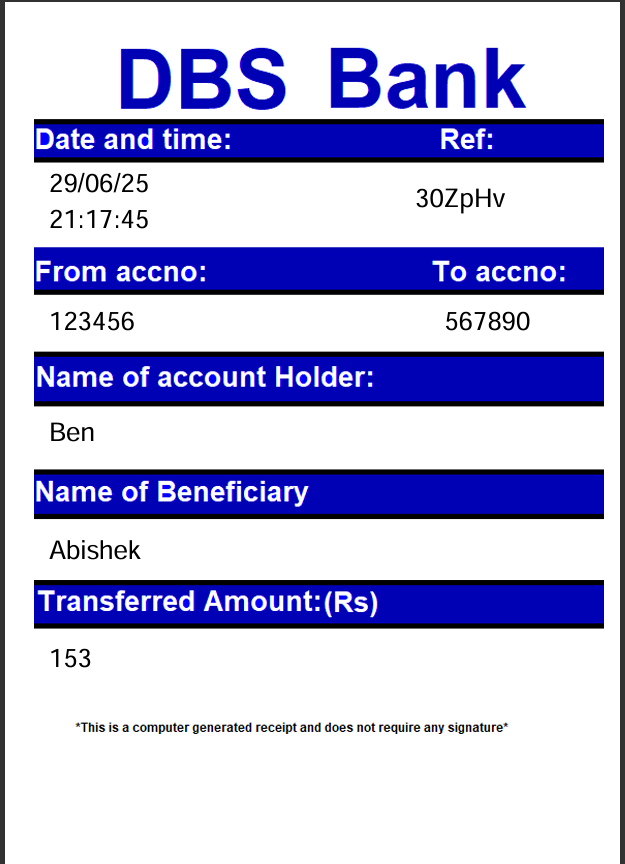 DBS Bank
Date and time: Ref:
29/06/25
30ZpHv
21:17:45
From accno: To accno:
123456 567890
Name of account Holder:
Ben
Name of Beneficiary
Abishek
Transferred Amount:(Rs)
153
*This is a computer generated receipt and does not require any signature*